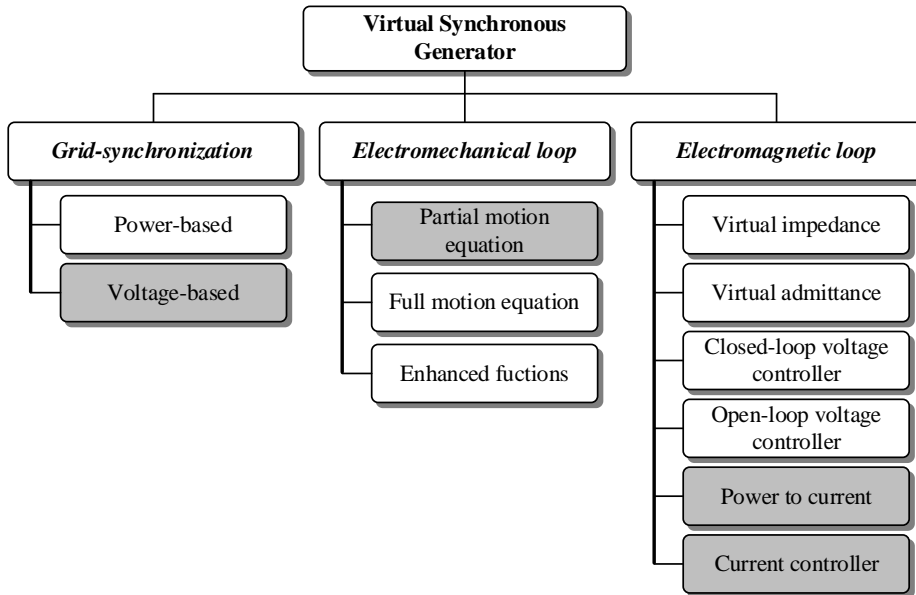 Virtual Synchronous
Generator
Grid-synchronization
Power-based
Voltage-based
Electromechanical loop
Partial motion
equation
Full motion equation
Enhanced fuctions
Electromagnetic loop
Virtual impedance
Virtual admittance
Closed-loop voltage
controller
Open-loop voltage
controller
Power to current
Current controller